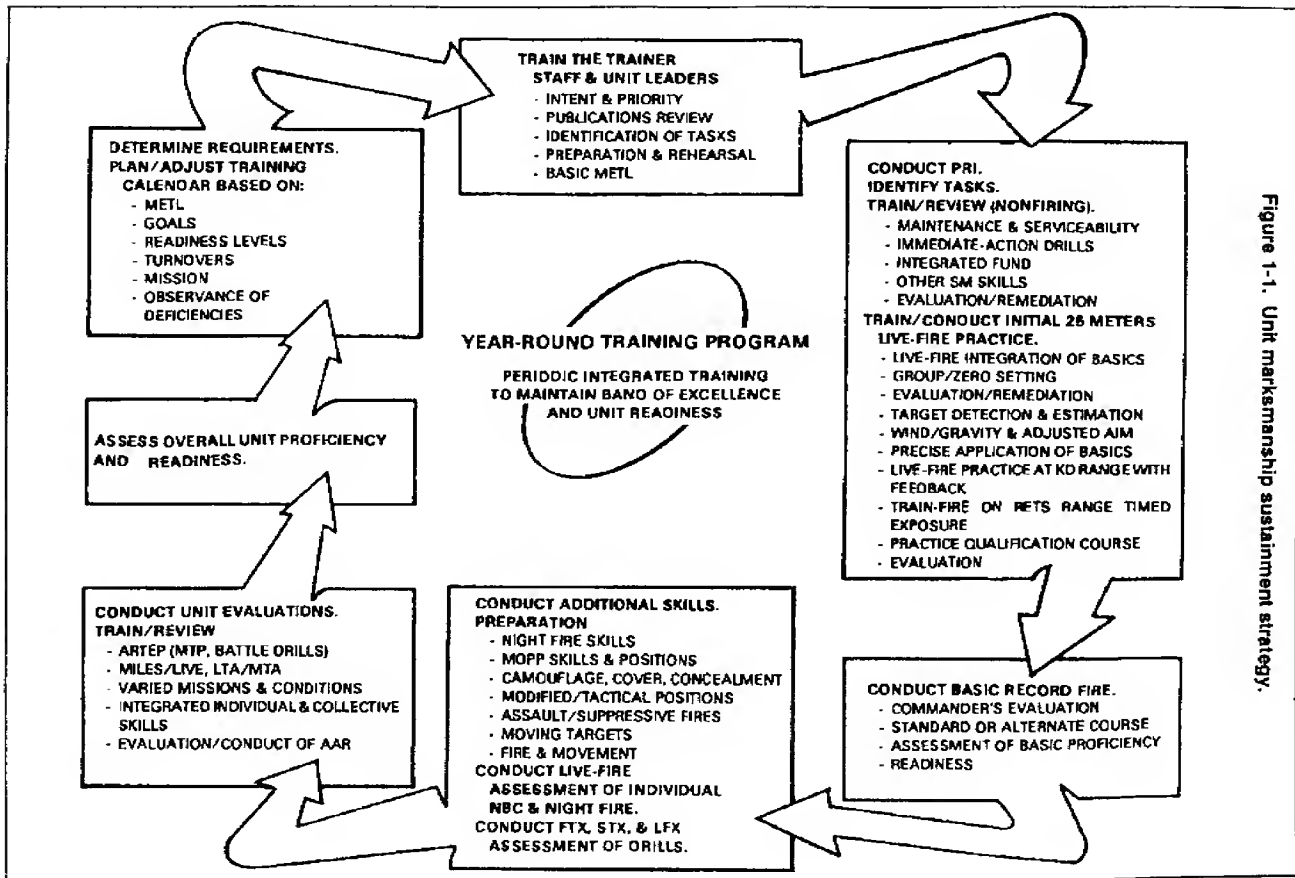 TRAIN THE TRAINER
STAFF & UNIT LEADERS
- INTENT & PRIORITY
- PUBLICATIONS REVIEW
- IDENTIFICATION OF TASKS
- PREPARATION & REHEARSAL
- BASIC METL
CONDUCT PRI.
IDENTIFY TASKS.
TRAIN/REVIEW (NONFIRING).
- MAINTENANCE & SERVICEABILITY
- IMMEDIATE-ACTION DRILLS
- INTEGRATED FUND
- OTHER SM SKILLS
- EVALUATION/REMEDIATION
TRAIN/CONDUCT INITIAL 25 METERS
LIVE-FIRE PRACTICE.
- LIVE-FIRE INTEGRATION OF BASICS
- GROUP/ZERO SETTING
- EVALUATION/REMEDIATION
- TARGET DETECTION & ESTIMATION
- WIND/GRAVITY & ADJUSTED AIM
- PRECISE APPLICATION OF BASICS
- LIVE-FIRE PRACTICE AT KD RANGE WITH
FEEDBACK
- TRAIN-FIRE ON RETS RANGE TIMED
EXPOSURE
- PRACTICE QUALIFICATION COURSE
- EVALUATION
CONDUCT BASIC RECORD FIRE.
- COMMANDER'S EVALUATION
- STANDARD OR ALTERNATE COURSE
- ASSESSMENT OF BASIC PROFICIENCY
- READINESS
CONDUCT ADDITIONAL SKILLS.
PREPARATION
- NIGHT FIRE SKILLS
- MOPP SKILLS & POSITIONS
- CAMOUFLAGE, COVER, CONCEALMENT
- MODIFIED/TACTICAL POSITIONS
- ASSAULT/SUPPRESSIVE FIRES
- MOVING TARGETS
- FIRE & MOVEMENT
CONDUCT LIVE-FIRE
ASSESSMENT OF INDIVIDUAL
NBC & NIGHT FIRE.
CONDUCT FTX, STX, & LFX
ASSESSMENT OF DRILLS.
CONDUCT UNIT EVALUATIONS.
TRAIN/REVIEW
- ARTEP (MTP, BATTLE DRILLS)
- MILES/LIVE, LTA/MTA
- VARIED MISSIONS & CONDITIONS
- INTEGRATED INDIVIDUAL & COLLECTIVE
SKILLS
- EVALUATION/CONDUCT OF AAR
ASSESS OVERALL UNIT PROFICIENCY
AND READINESS.
DETERMINE REQUIREMENTS.
PLAN/ADJUST TRAINING
CALENDAR BASED ON:
- METL
- GOALS
- READINESS LEVELS
- TURNOVERS
- MISSION
- OBSERVANCE OF
DEFICIENCIES
YEAR-ROUND TRAINING PROGRAM
PERIODIC INTEGRATED TRAINING
TO MAINTAIN BAND OF EXCELLENCE
AND UNIT READINESS
Figure 1-1. Unit marksmanship sustainment strategy.